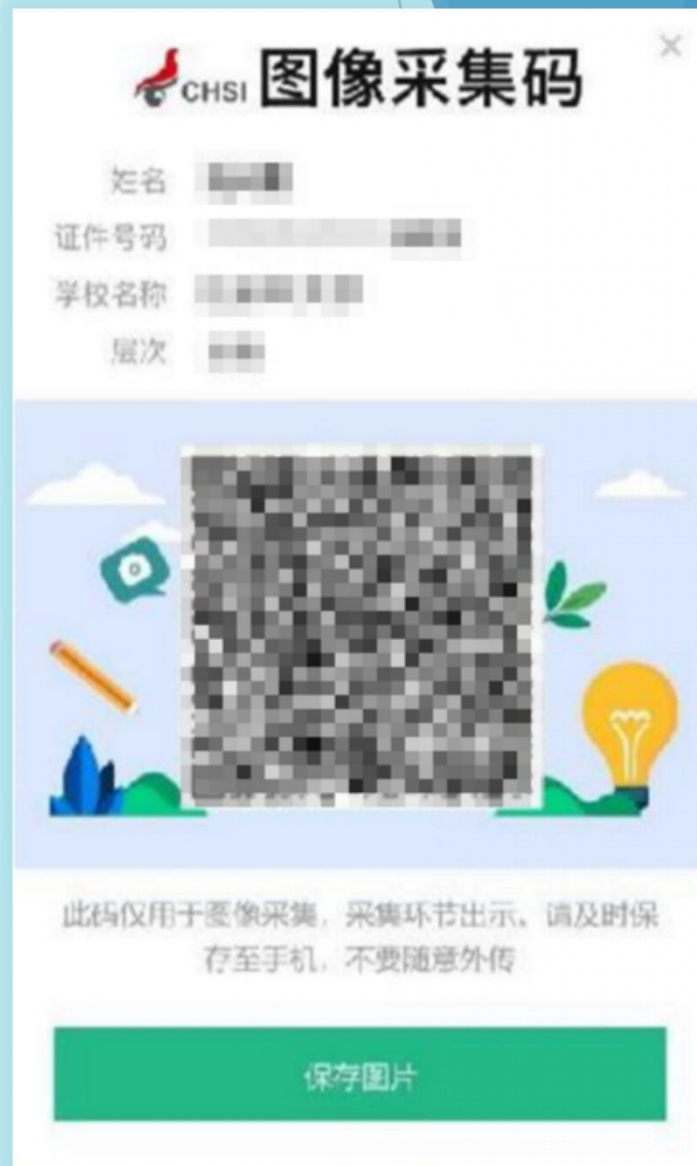 CHSI 图像采集码
姓名
证件号码
学校名称
层次
此码仅用于图像采集，采集环节出示。请及时保
存至手机，不要随意外传
保存图片